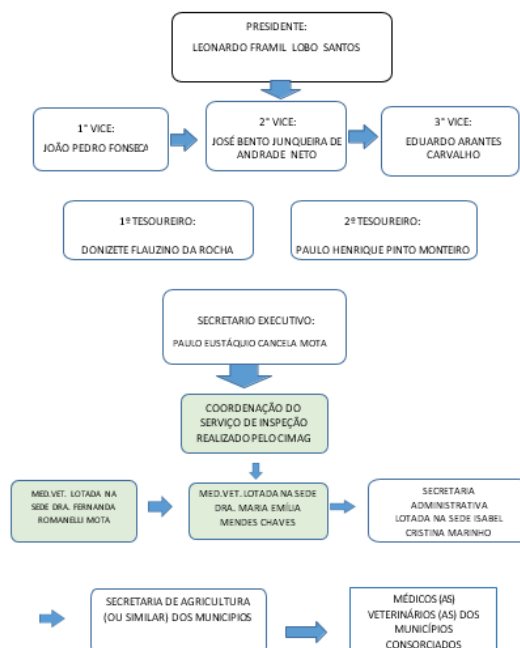 PRESIDENTE:
LEONARDO FRAMIL LOBO SANTOS
1° VICE:
JOÃO PEDRO FONSECA
2° VICE:
JOSÉ BENTO JUNQUEIRA DE
ANDRADE NETO
3° VICE:
EDUARDO ARANTES
CARVALHO
1º TESOUREIRO:
DONIZETE FLAUZINO DA ROCHA
2º TESOUREIRO:
PAULO HENRIQUE PINTO MONTEIRO
SECRETARIO EXECUTIVO:
PAULO EUSTÁQUIO CANCELA MOTA
COORDENAÇÃO DO
SERVIÇO DE INSPEÇÃO
REALIZADO PELO CIMAG
MED.VET. LOTADA NA
SEDE DRA. FERNANDA
ROMANELLI MOTA
MED.VET. LOTADA NA SEDE
DRA. MARIA EMÍLIA
MENDES CHAVES
SECRETARIA
ADMINISTRATIVA
LOTADA NA SEDE ISABEL
CRISTINA MARINHO
SECRETARIA DE AGRICULTURA
(OU SIMILAR) DOS MUNICIPIOS
MÉDICOS (AS)
VETERINÁRIOS (AS) DOS
MUNICÍPIOS
CONSORCIADOS